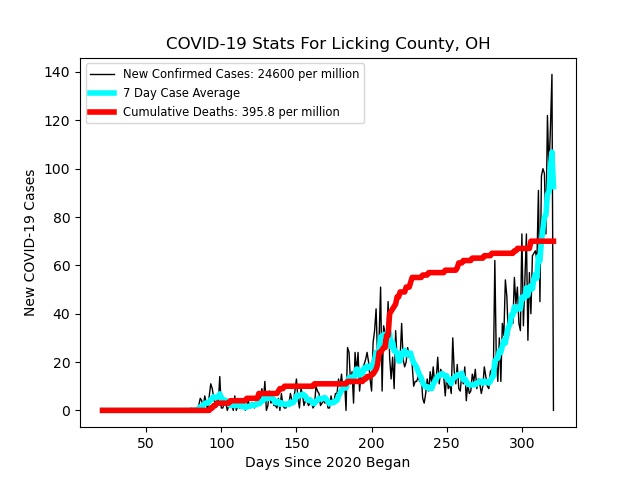 COVID-19 Stats For Licking County, OH
New Confirmed Cases: 24600 per million
7 Day Case Average
Cumulative Deaths: 395.8 per million
New COVID-19 Cases
140
120
100
80
60
40
20
0
50 100 150 200 250 300
Days Since 2020 Began